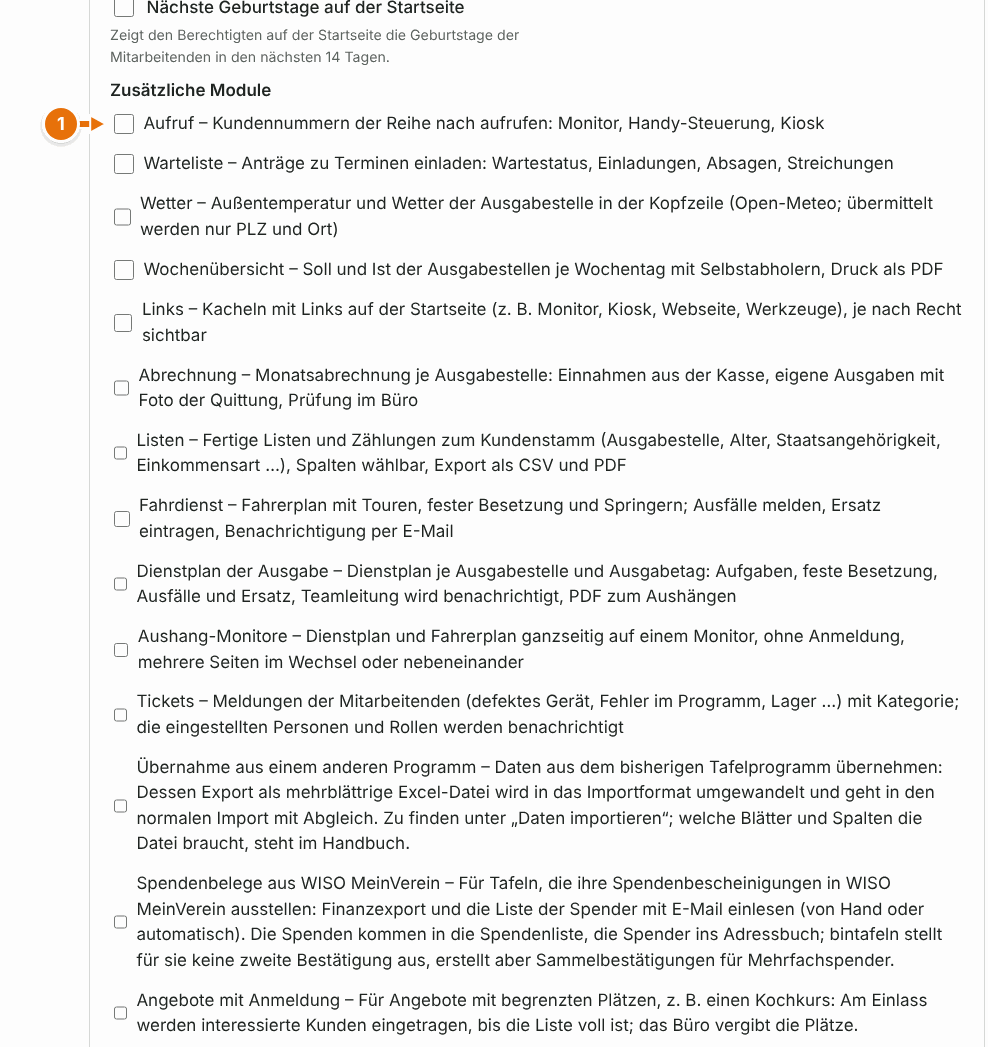 Nächste Geburtstage auf der Startseite
Zeigt den Berechtigten auf der Startseite die Geburtstage der
Mitarbeitenden in den nächsten 14 Tagen.
Zusätzliche Module
1
Aufruf – Kundennummern der Reihe nach aufrufen: Monitor, Handy-Steuerung, Kiosk
Warteliste – Anträge zu Terminen einladen: Wartestatus, Einladungen, Absagen, Streichungen
Wetter – Außentemperatur und Wetter der Ausgabestelle in der Kopfzeile (Open-Meteo; übermittelt
werden nur PLZ und Ort)
Wochenübersicht – Soll und Ist der Ausgabestellen je Wochentag mit Selbstabholern, Druck als PDF
Links – Kacheln mit Links auf der Startseite (z. B. Monitor, Kiosk, Webseite, Werkzeuge), je nach Recht
sichtbar
Abrechnung – Monatsabrechnung je Ausgabestelle: Einnahmen aus der Kasse, eigene Ausgaben mit
Foto der Quittung, Prüfung im Büro
Listen – Fertige Listen und Zählungen zum Kundenstamm (Ausgabestelle, Alter, Staatsangehörigkeit,
Einkommensart ...), Spalten wählbar, Export als CSV und PDF
Fahrdienst – Fahrerplan mit Touren, fester Besetzung und Springern; Ausfälle melden, Ersatz
eintragen, Benachrichtigung per E-Mail
Dienstplan der Ausgabe – Dienstplan je Ausgabestelle und Ausgabetag: Aufgaben, feste Besetzung,
Ausfälle und Ersatz, Teamleitung wird benachrichtigt, PDF zum Aushängen
Aushang-Monitore – Dienstplan und Fahrerplan ganzseitig auf einem Monitor, ohne Anmeldung,
mehrere Seiten im Wechsel oder nebeneinander
Tickets – Meldungen der Mitarbeitenden (defektes Gerät, Fehler im Programm, Lager ...) mit Kategorie;
die eingestellten Personen und Rollen werden benachrichtigt
Übernahme aus einem anderen Programm – Daten aus dem bisherigen Tafelprogramm übernehmen:
Dessen Export als mehrblättrige Excel-Datei wird in das Importformat umgewandelt und geht in den
normalen Import mit Abgleich. Zu finden unter „Daten importieren“; welche Blätter und Spalten die
Datei braucht, steht im Handbuch.
Spendenbelege aus WISO MeinVerein – Für Tafeln, die ihre Spendenbescheinigungen in WISO
MeinVerein ausstellen: Finanzexport und die Liste der Spender mit E-Mail einlesen (von Hand oder
automatisch). Die Spenden kommen in die Spendenliste, die Spender ins Adressbuch; bintafeln stellt
für sie keine zweite Bestätigung aus, erstellt aber Sammelbestätigungen für Mehrfachspender.
Angebote mit Anmeldung – Für Angebote mit begrenzten Plätzen, z. B. einen Kochkurs: Am Einlass
werden interessierte Kunden eingetragen, bis die Liste voll ist; das Büro vergibt die Plätze.